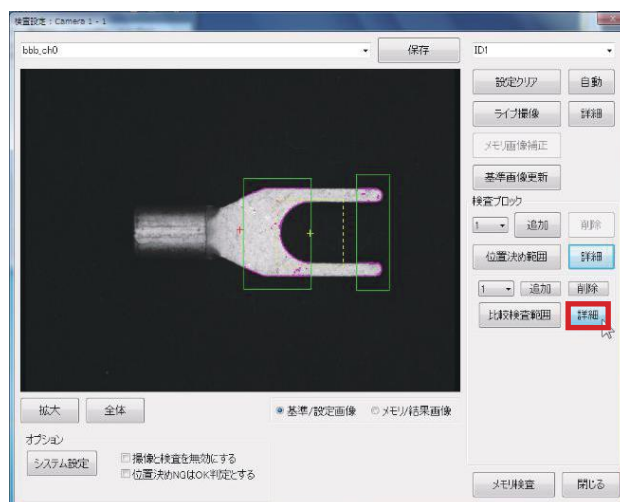 検査設定 : Camera 1 - 1
bbb_ch0 保存 ID1
設定クリア 自動
ライブ撮像 詳細
メモリ画像補正
基準画像更新
検査ブロック
1 追加 削除
位置決め範囲 詳細
1 追加 削除
比較検査範囲 詳細
拡大 全体 基準/設定画像 メモリ/結果画像
オプション
システム設定 撮像と検査を無効にする
位置決めNGはOK判定とする
メモリ検査 閉じる